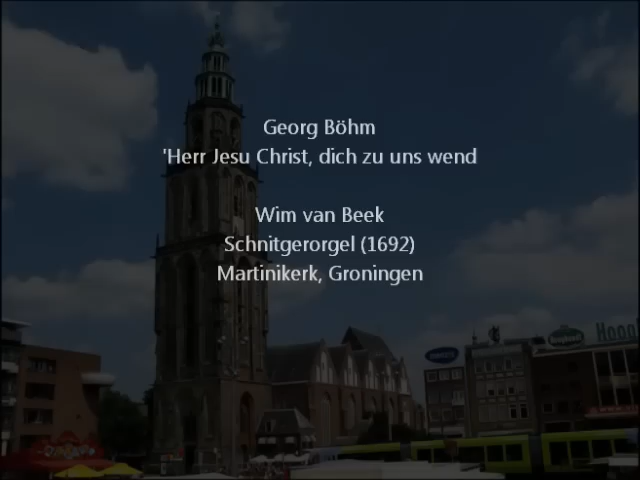 Georg Böhm
'Herr Jesu Christ, dich zu uns wend
Wim van Beek
Schnitgerorgel (1692)
Martinikerk, Groningen